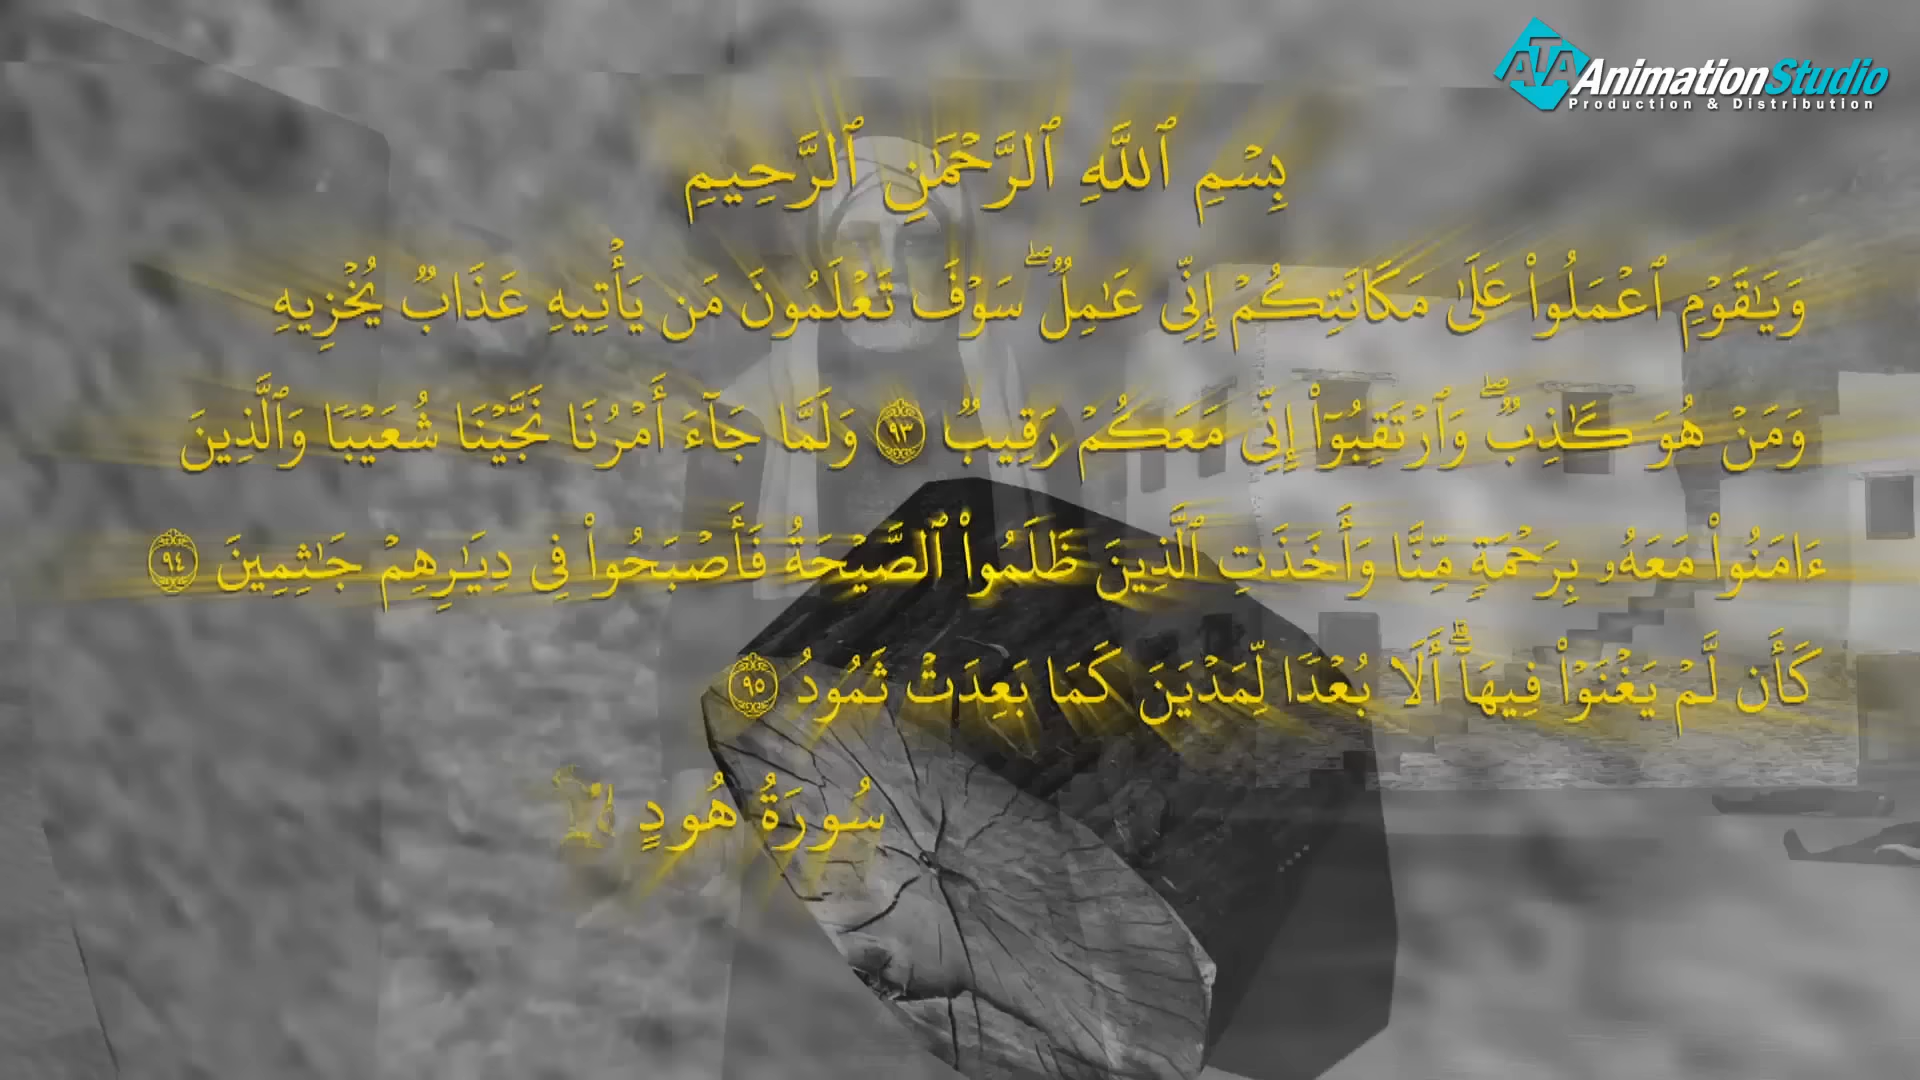 ATA AnimationStudio
Production & Distribution
بِسْمِ ٱللَّهِ ٱلرَّحْمَٰنِ ٱلرَّحِيمِ
وَيَٰقَوْمِ ٱعْمَلُوا۟ عَلَىٰ مَكَانَتِكُمْ إِنِّى عَٰمِلٌۖ سَوْفَ تَعْلَمُونَ مَن يَأْتِيهِ عَذَابٌ يُخْزِيهِ
وَمَنْ هُوَ كَٰذِبٌۖ وَٱرْتَقِبُوٓا۟ إِنِّى مَعَكُمْ رَقِيبٌ ٩٣ وَلَمَّا جَآءَ أَمْرُنَا نَجَّيْنَا شُعَيْبًا وَٱلَّذِينَ
ءَامَنُوا۟ مَعَهُۥ بِرَحْمَةٍ مِّنَّا وَأَخَذَتِ ٱلَّذِينَ ظَلَمُوا۟ ٱلصَّيْحَةُ فَأَصْبَحُوا۟ فِى دِيَٰرِهِمْ جَٰثِمِينَ ٩٤
كَأَن لَّمْ يَغْنَوْا۟ فِيهَآۗ أَلَا بُعْدًا لِّمَدْيَنَ كَمَا بَعِدَتْ ثَمُودُ ٩٥
سُورَةُ هُودٍ